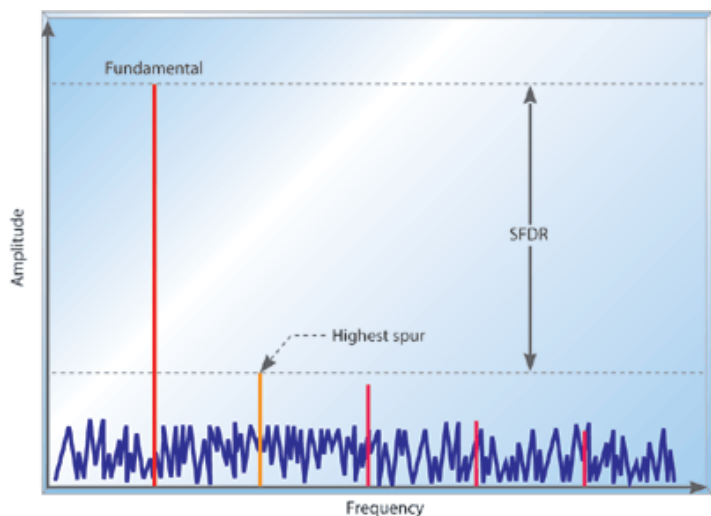 Fundamental
Amplitude
SFDR
Highest spur
Frequency